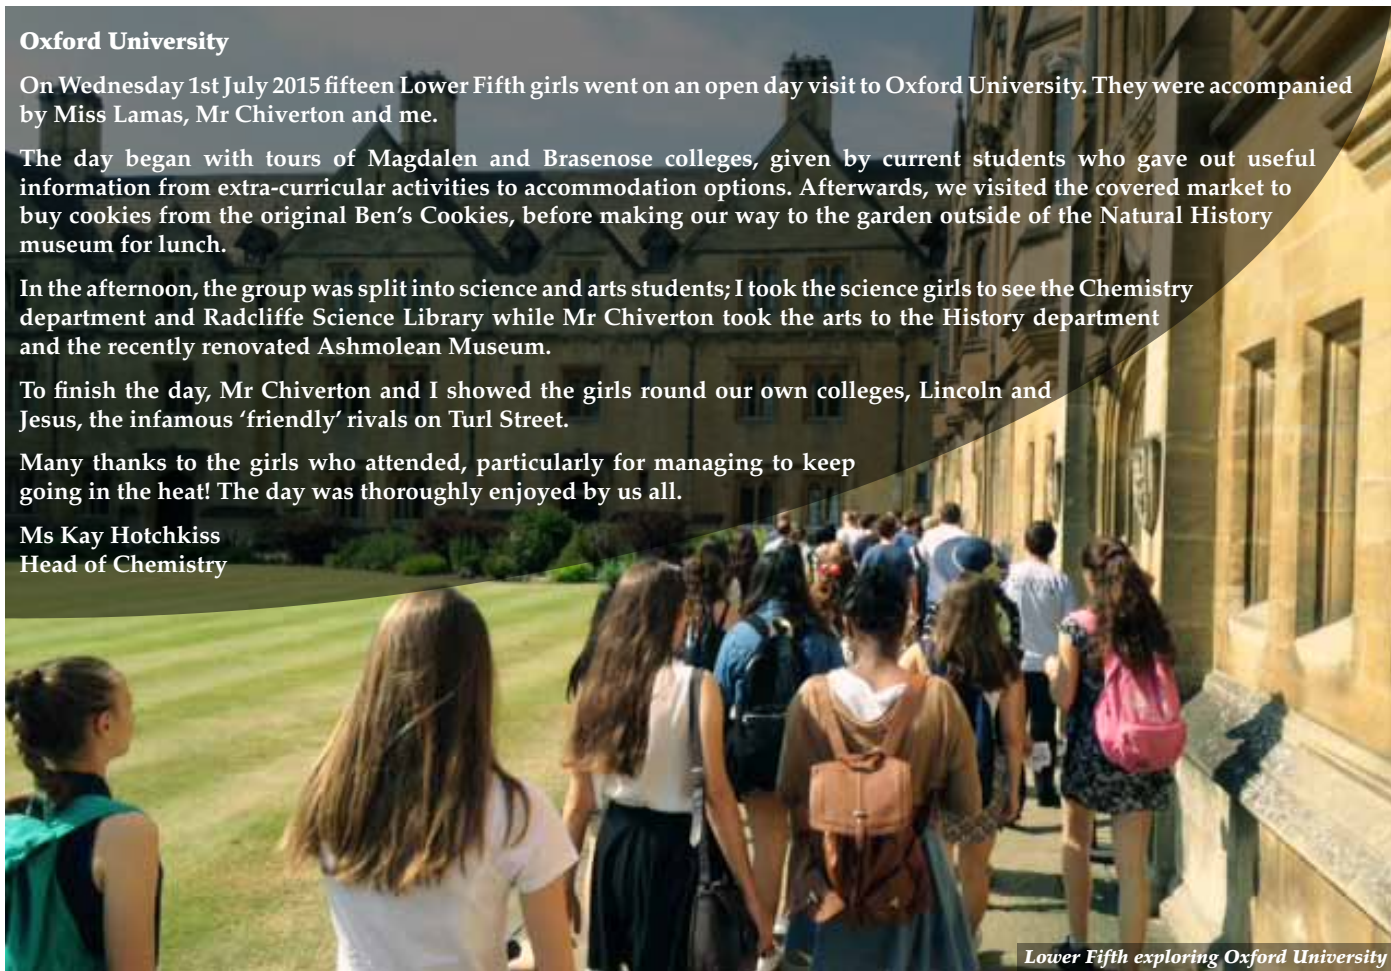 Oxford University
On Wednesday 1st July 2015 fifteen Lower Fifth girls went on an open day visit to Oxford University. They were accompanied
by Miss Lamas, Mr Chiverton and me.
The day began with tours of Magdalen and Brasenose colleges, given by current students who gave out useful
information from extra-curricular activities to accommodation options. Afterwards, we visited the covered market to
buy cookies from the original Ben's Cookies, before making our way to the garden outside of the Natural History
museum for lunch.
In the afternoon, the group was split into science and arts students; I took the science girls to see the Chemistry
department and Radcliffe Science Library while Mr Chiverton took the arts to the History department
and the recently renovated Ashmolean Museum.
To finish the day, Mr Chiverton and I showed the girls round our own colleges, Lincoln and
Jesus, the infamous ‘friendly’ rivals on Turl Street.
Many thanks to the girls who attended, particularly for managing to keep
going in the heat! The day was thoroughly enjoyed by us all.
Ms Kay Hotchkiss
Head of Chemistry
Lower Fifth exploring Oxford University